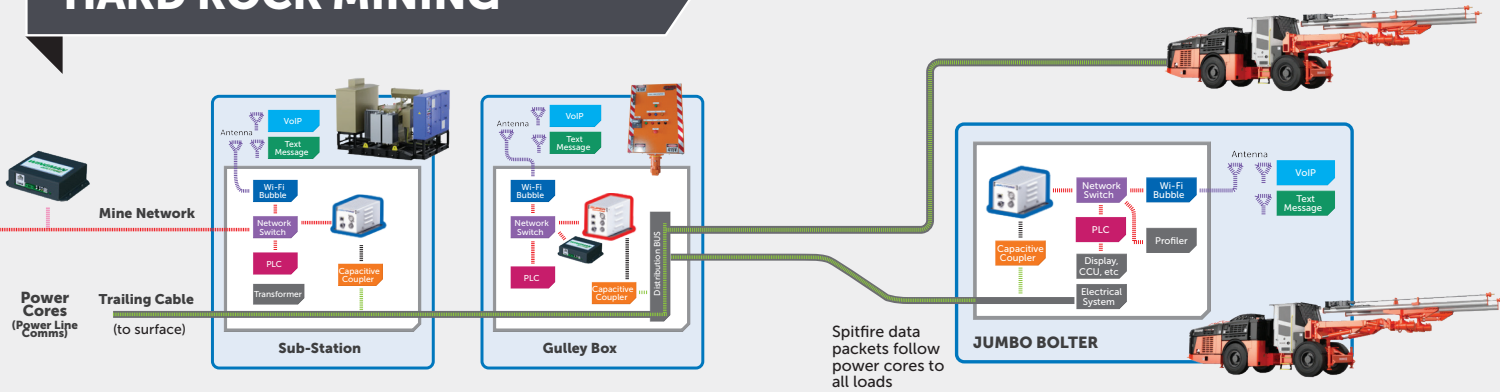 HARD ROCK MINING
Mine Network
Power
Cores
(Power Line
Comms)
Trailing Cable
(to surface)
Antenna
VoIP
Text
Message
Wi-Fi
Bubble
Network
Switch
PLC
Transformer
Capacitive
Coupler
Sub-Station
Antenna
VoIP
Text
Message
Wi-Fi
Bubble
Network
Switch
PLC
Capacitive
Coupler
Distribution BUS
Gulley Box
Spitfire data
packets follow
power cores to
all loads
Capacitive
Coupler
Network
Switch
Wi-Fi
Bubble
PLC
Profiler
Display,
CCU, etc
Electrical
System
Antenna
VoIP
Text
Message
JUMBO BOLTER